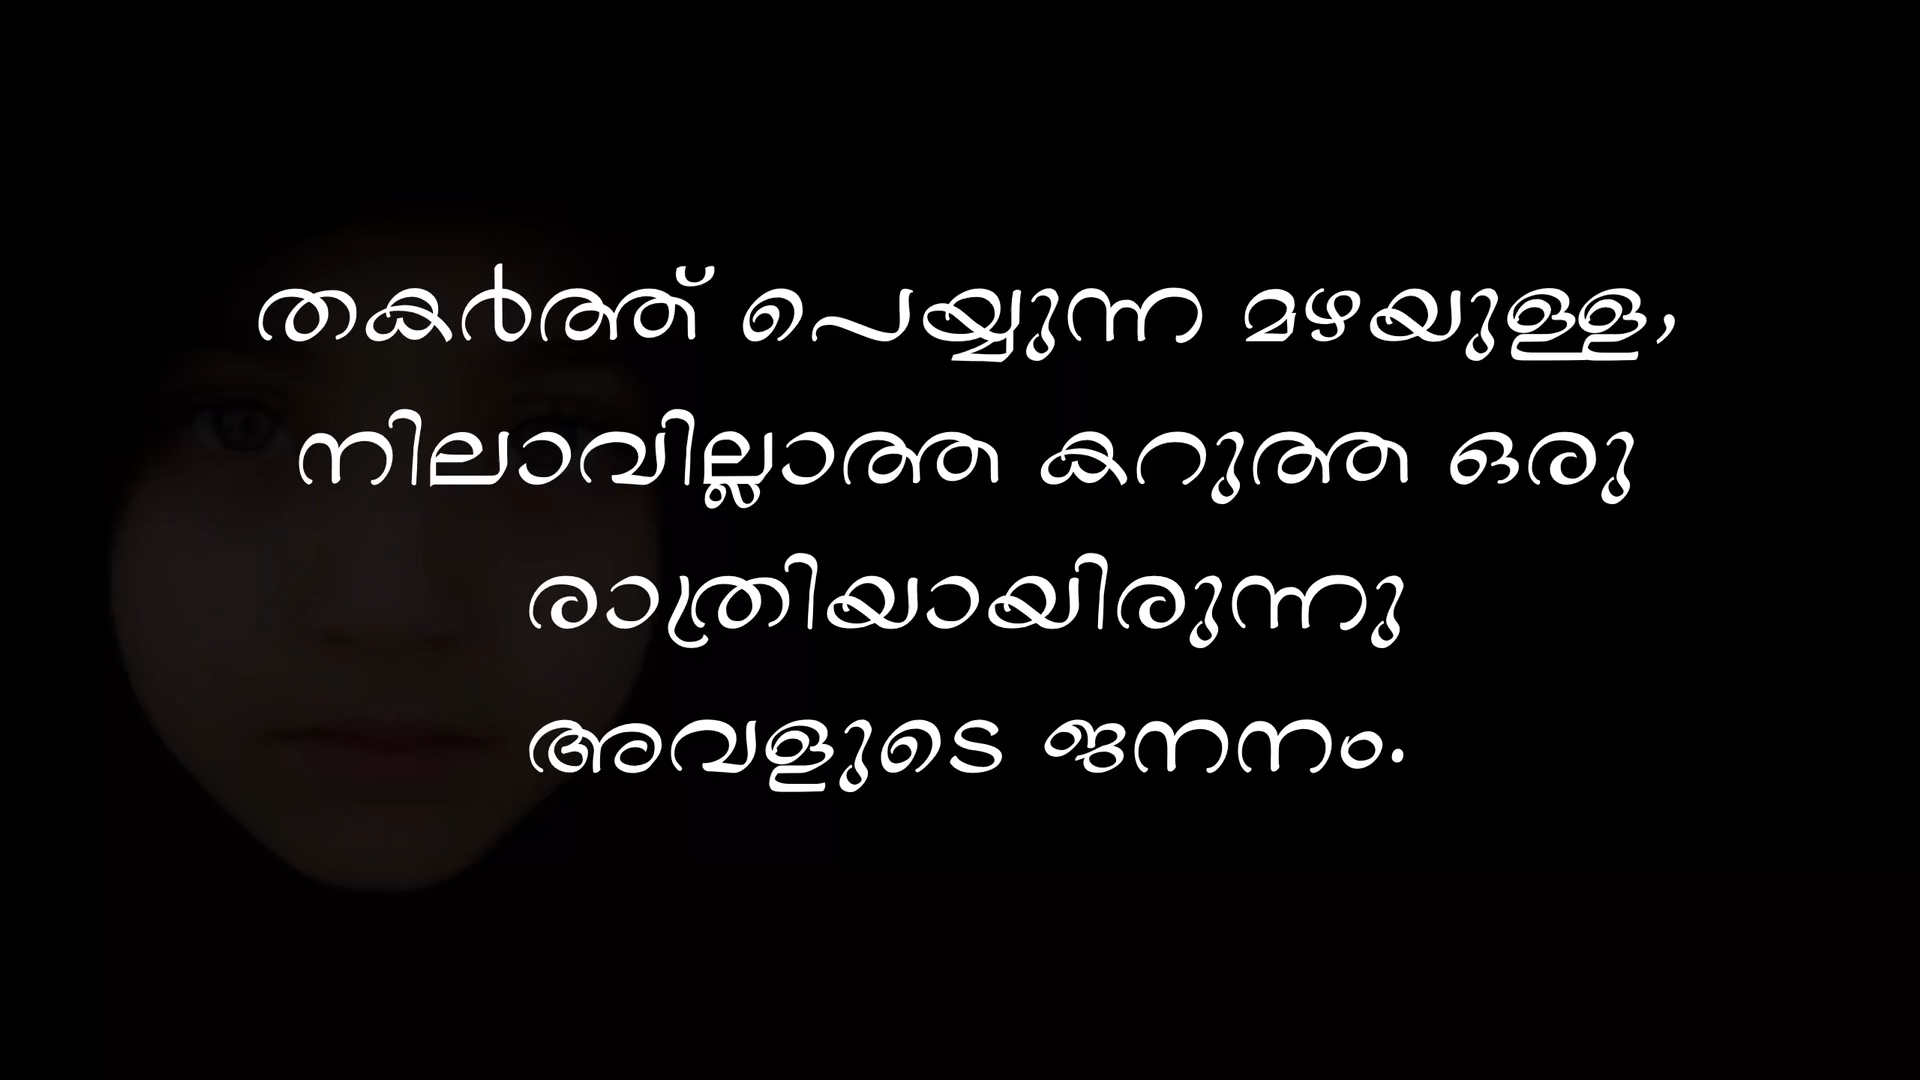 തകർത്ത് പെയ്യുന്ന മഴയുള്ള,
നിലാവില്ലാത്ത കറുത്ത ഒരു
രാത്രിയായിരുന്നു
അവളുടെ ജനനം.